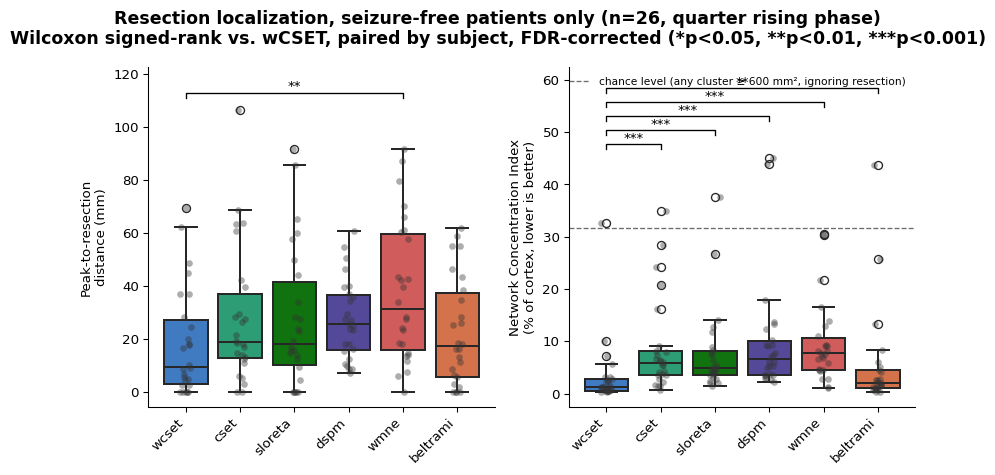 Resection localization, seizure-free patients only (n=26, quarter rising phase)
Wilcoxon signed-rank vs. wCSET, paired by subject, FDR-corrected (*p<0.05, **p<0.01, ***p<0.001)
Peak-to-resection
distance (mm)
120
100
80
60
40
20
0
**
wcset
cset
sloreta
dspm
wmne
beltrami
Network Concentration Index
(% of cortex, lower is better)
60
50
40
30
20
10
0
chance level (any cluster ≥600 mm², ignoring resection)
**
***
***
***
***
wcset
cset
sloreta
dspm
wmne
beltrami